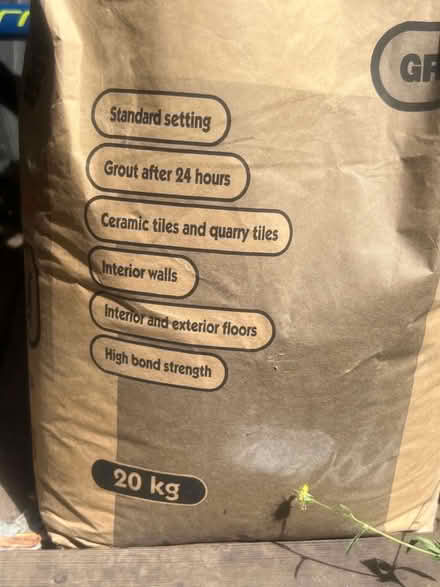 GR
Standard setting
Grout after 24 hours
Ceramic tiles and quarry tiles
Interior walls
Interior and exterior floors
High bond strength
20 kg